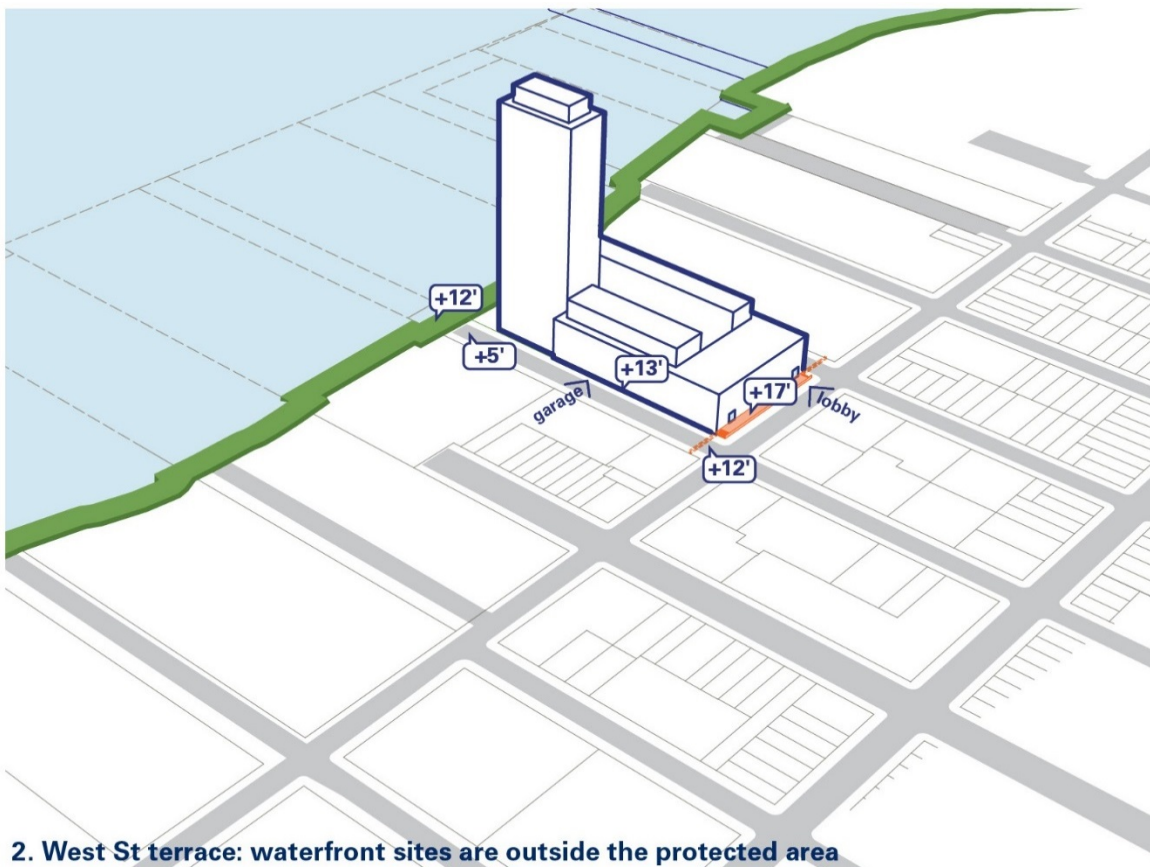 +12'
+5'
+13'
garage
+17'
lobby
+12'
2. West St terrace: waterfront sites are outside the protected area